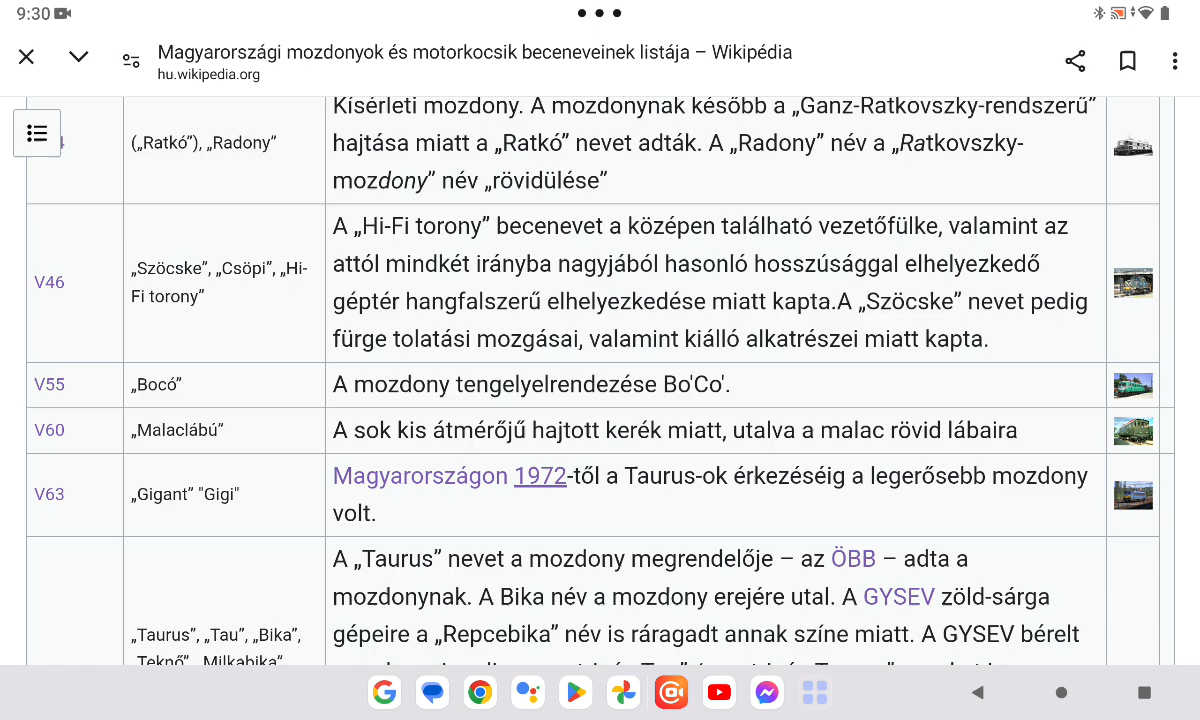 9:30
Magyarországi mozdonyok és motorkocsik beceneveinek listája – Wikipédia
hu.wikipedia.org
(„Ratkó”), „Radony”
Kísérleti mozdony. A mozdonynak később a „Ganz-Ratkovszky-rendszerű”
hajtása miatt a „Ratkó” nevet adták. A „Radony” név a „Ratkovszky-
mozdony” név „rövidülése”
V46
„Szöcske”, „Csöpi”, „Hi-
Fi torony”
A „Hi-Fi torony” becenevet a középen található vezetőfülke, valamint az
attól mindkét irányba nagyjából hasonló hosszúsággal elhelyezkedő
géptér hangfalszerű elhelyezkedése miatt kapta.A „Szöcske” nevet pedig
fürge tolatási mozgásai, valamint kiálló alkatrészei miatt kapta.
V55
„Bocó”
A mozdony tengelyelrendezése Bo'Co'.
V60
„Malaclábú”
A sok kis átmérőjű hajtott kerék miatt, utalva a malac rövid lábaira
V63
„Gigant” "Gigi"
Magyarországon 1972-től a Taurus-ok érkezéséig a legerősebb mozdony
volt.
„Taurus”, „Tau”, „Bika”,
„Teknő”, „Milkabika”
A „Taurus” nevet a mozdony megrendelője – az ÖBB – adta a
mozdonynak. A Bika név a mozdony erejére utal. A GYSEV zöld-sárga
gépeire a „Repcebika” név is ráragadt annak színe miatt. A GYSEV bérelt